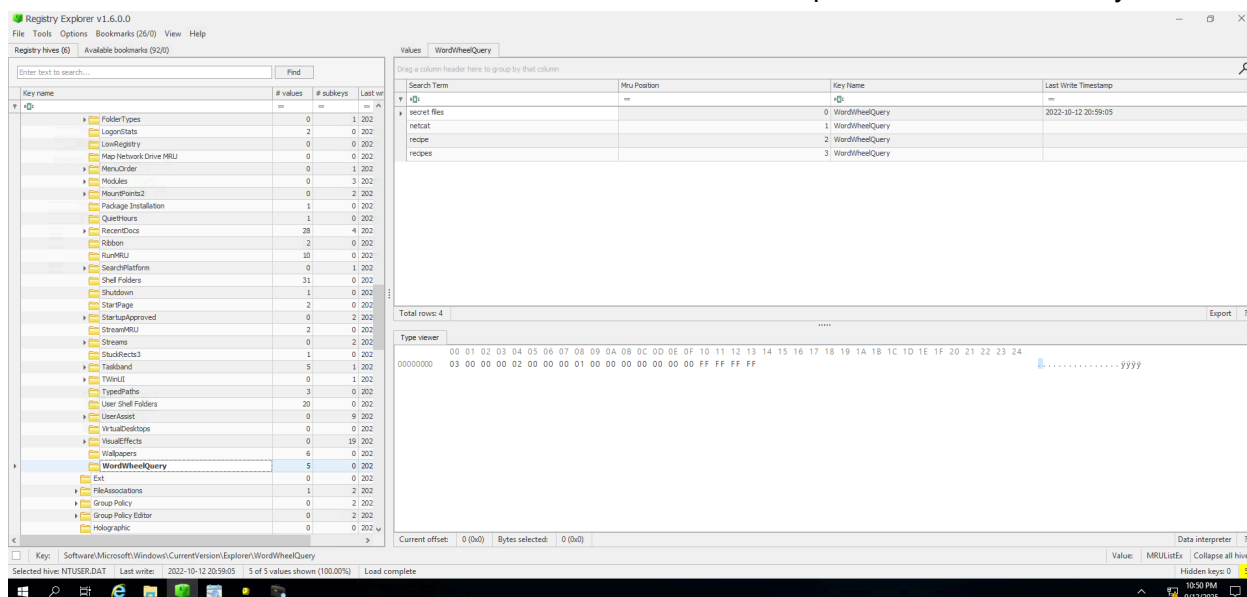 Registry Explorer v1.6.0.0
File Tools Options Bookmarks (26/0) View Help
Registry hives (6) Available bookmarks (92/0)
Enter text to search... Find
Key name # values # subkeys Last wr
= = =
FolderTypes 0 1 202
LogonStats 2 0 202
LowRegistry 0 0 202
Map Network Drive MRU 0 0 202
MenuOrder 0 1 202
Modules 0 3 202
MountPoints2 0 2 202
Package Installation 1 0 202
QuietHours 1 0 202
RecentDocs 28 4 202
Ribbon 2 0 202
RunMRU 10 0 202
SearchPlatform 0 1 202
Shell Folders 31 0 202
Shutdown 1 0 202
StartPage 2 0 202
StartupApproved 0 2 202
StreamMRU 2 0 202
Streams 0 2 202
StuckRects3 1 0 202
Taskband 5 1 202
TWinUI 0 1 202
TypedPaths 3 0 202
User Shell Folders 20 0 202
UserAssist 0 9 202
VirtualDesktops 0 0 202
VisualEffects 0 19 202
Wallpapers 6 0 202
WordWheelQuery 5 0 202
Ext 0 0 202
FileAssociations 1 2 202
Group Policy 0 2 202
Group Policy Editor 0 2 202
Holographic 0 0 202
Values WordWheelQuery
Drag a column header here to group by that column
Search Term Mru Position Key Name Last Write Timestamp
= =
secret files 0 WordWheelQuery 2022-10-12 20:59:05
netcat 1 WordWheelQuery
recipe 2 WordWheelQuery
recipes 3 WordWheelQuery
Total rows: 4 Export ?
Type viewer
00 01 02 03 04 05 06 07 08 09 0A 0B 0C 0D 0E 0F 10 11 12 13 14 15 16 17 18 19 1A 1B 1C 1D 1E 1F 20 21 22 23 24
00000000 03 00 00 00 02 00 00 00 01 00 00 00 00 00 00 00 FF FF FF FF ................ÿÿÿÿ
Current offset: 0 (0x0) Bytes selected: 0 (0x0) Data interpreter ?
Key: Software\Microsoft\Windows\CurrentVersion\Explorer\WordWheelQuery Value: MRUListEx Collapse all hive
Selected hive: NTUSER.DAT Last write: 2022-10-12 20:59:05 5 of 5 values shown (100.00%) Load complete Hidden keys: 0
10:50 PM